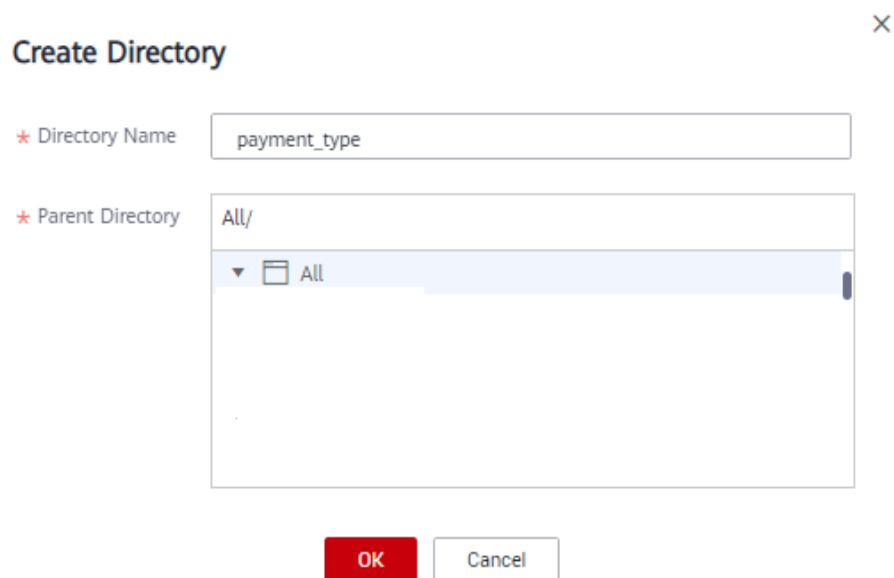 Create Directory
* Directory Name payment_type
* Parent Directory All/
All
OK Cancel